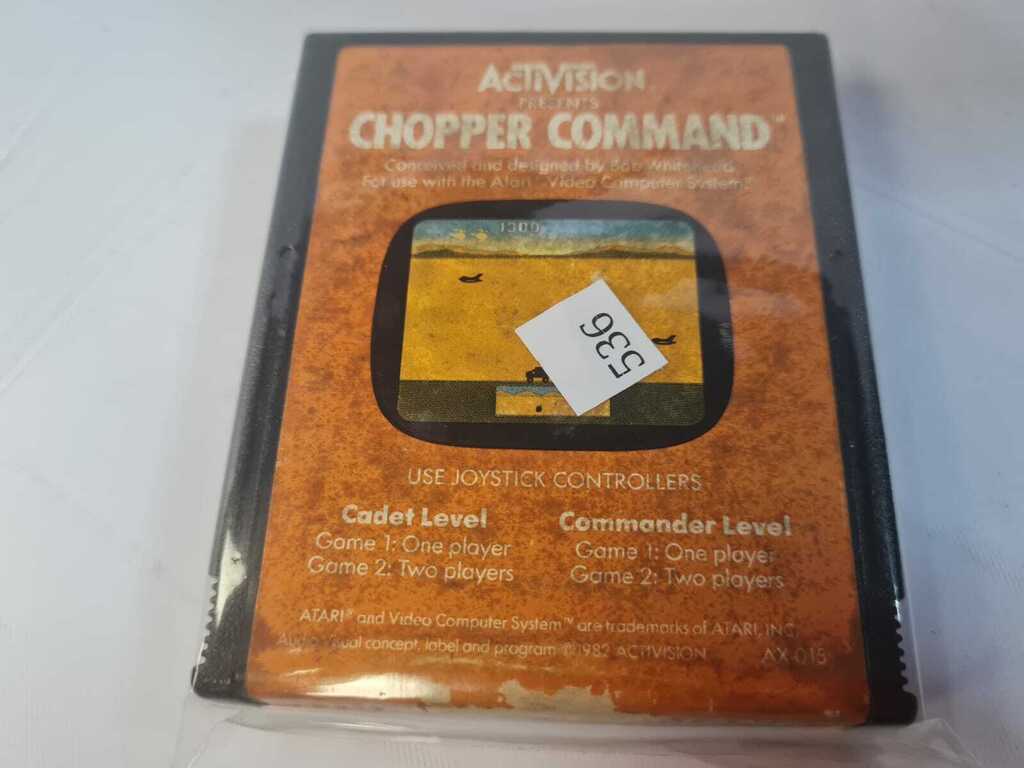 ACTIVISION
PRESENTS
CHOPPER COMMAND™
Conceived and designed by Bob Whitehead
For use with the Atari® Video Computer System™
1300
536
USE JOYSTICK CONTROLLERS
Cadet Level
Game 1: One player
Game 2: Two players
Commander Level
Game 1: One player
Game 2: Two players
ATARI® and Video Computer System™ are trademarks of ATARI, INC.
Audio visual concept, label and program ©1982 ACTIVISION AX-015